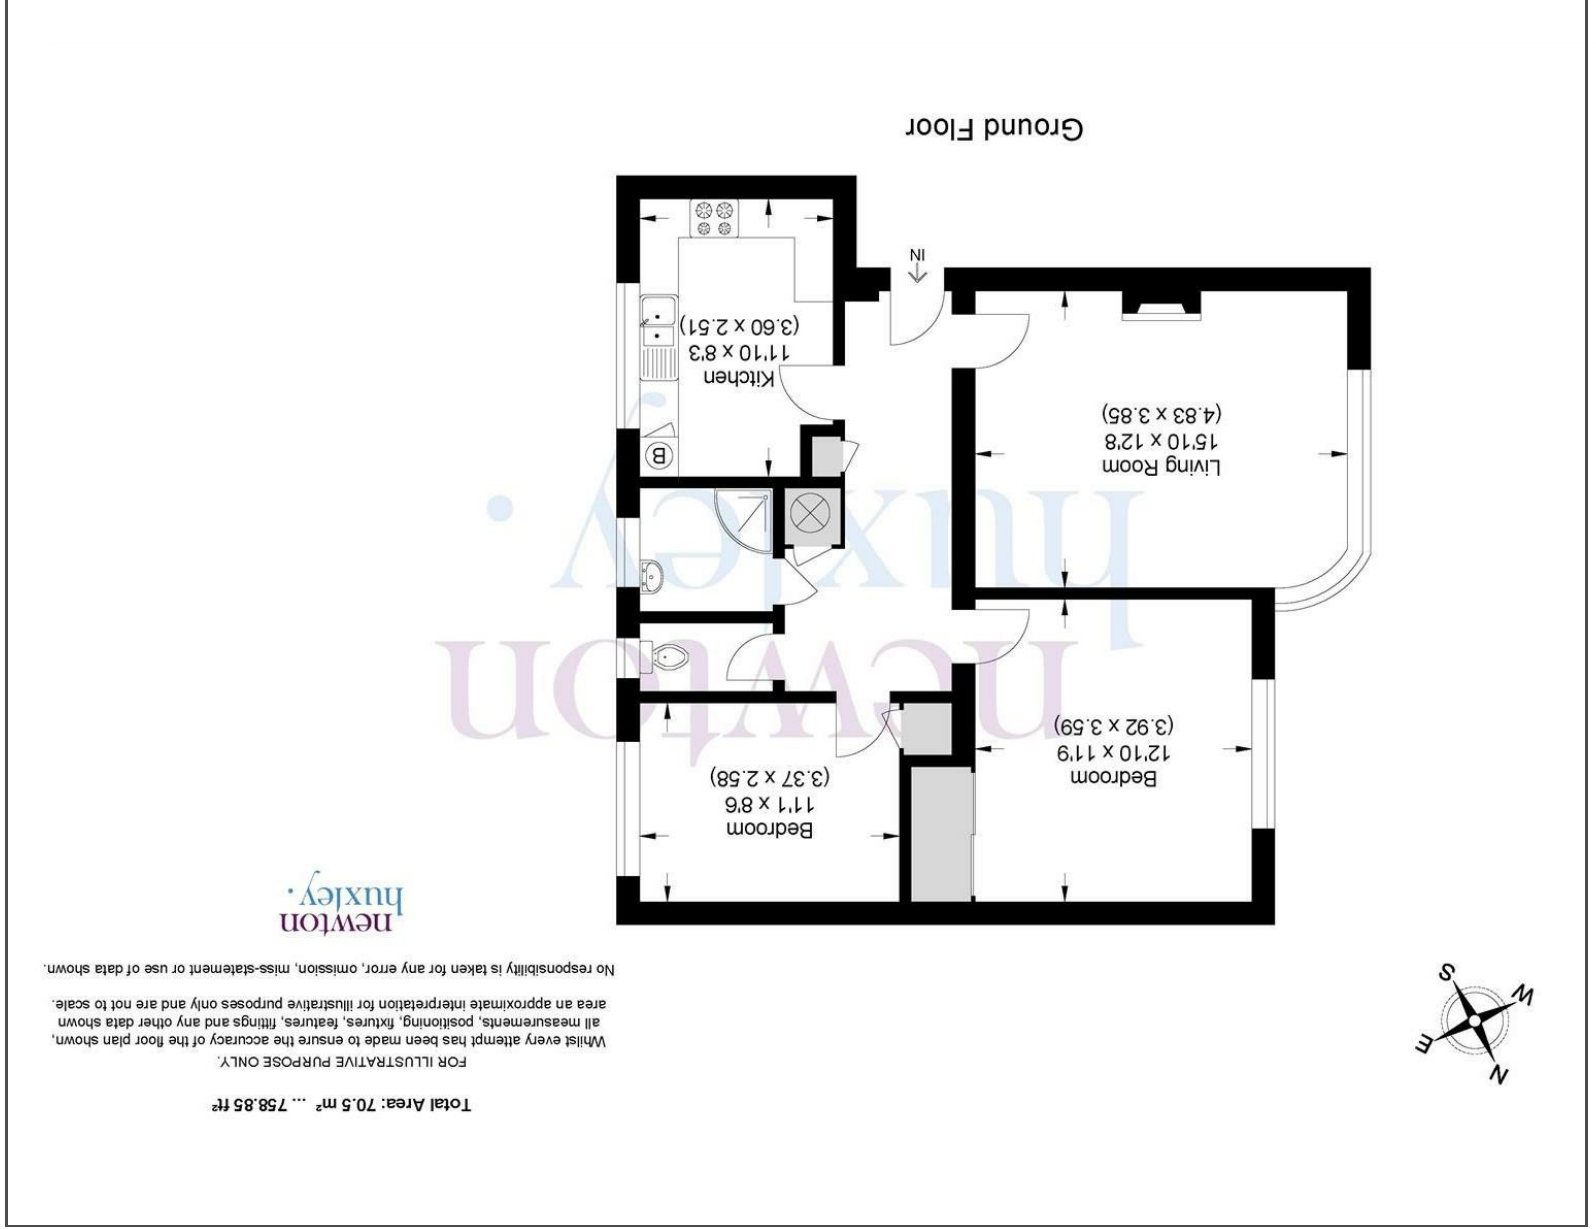 Total Area: 70.5 m² ... 758.85 ft²
FOR ILLUSTRATIVE PURPOSE ONLY.
Whilst every attempt has been made to ensure the accuracy of the floor plan shown,
all measurements, positioning, fixtures, features, fittings and any other data shown
area an approximate interpretation for illustrative purposes only and are not to scale.
No responsibility is taken for any error, omission, miss-statement or use of data shown.
newton
huxley.
N
E
W
S
Bedroom
12'10 x 11'9
(3.92 x 3.59)
Bedroom
11'1 x 8'6
(3.37 x 2.58)
newton
huxley.
Living Room
15'10 x 12'8
(4.83 x 3.85)
B
Kitchen
11'10 x 8'3
(3.60 x 2.51)
IN
Ground Floor